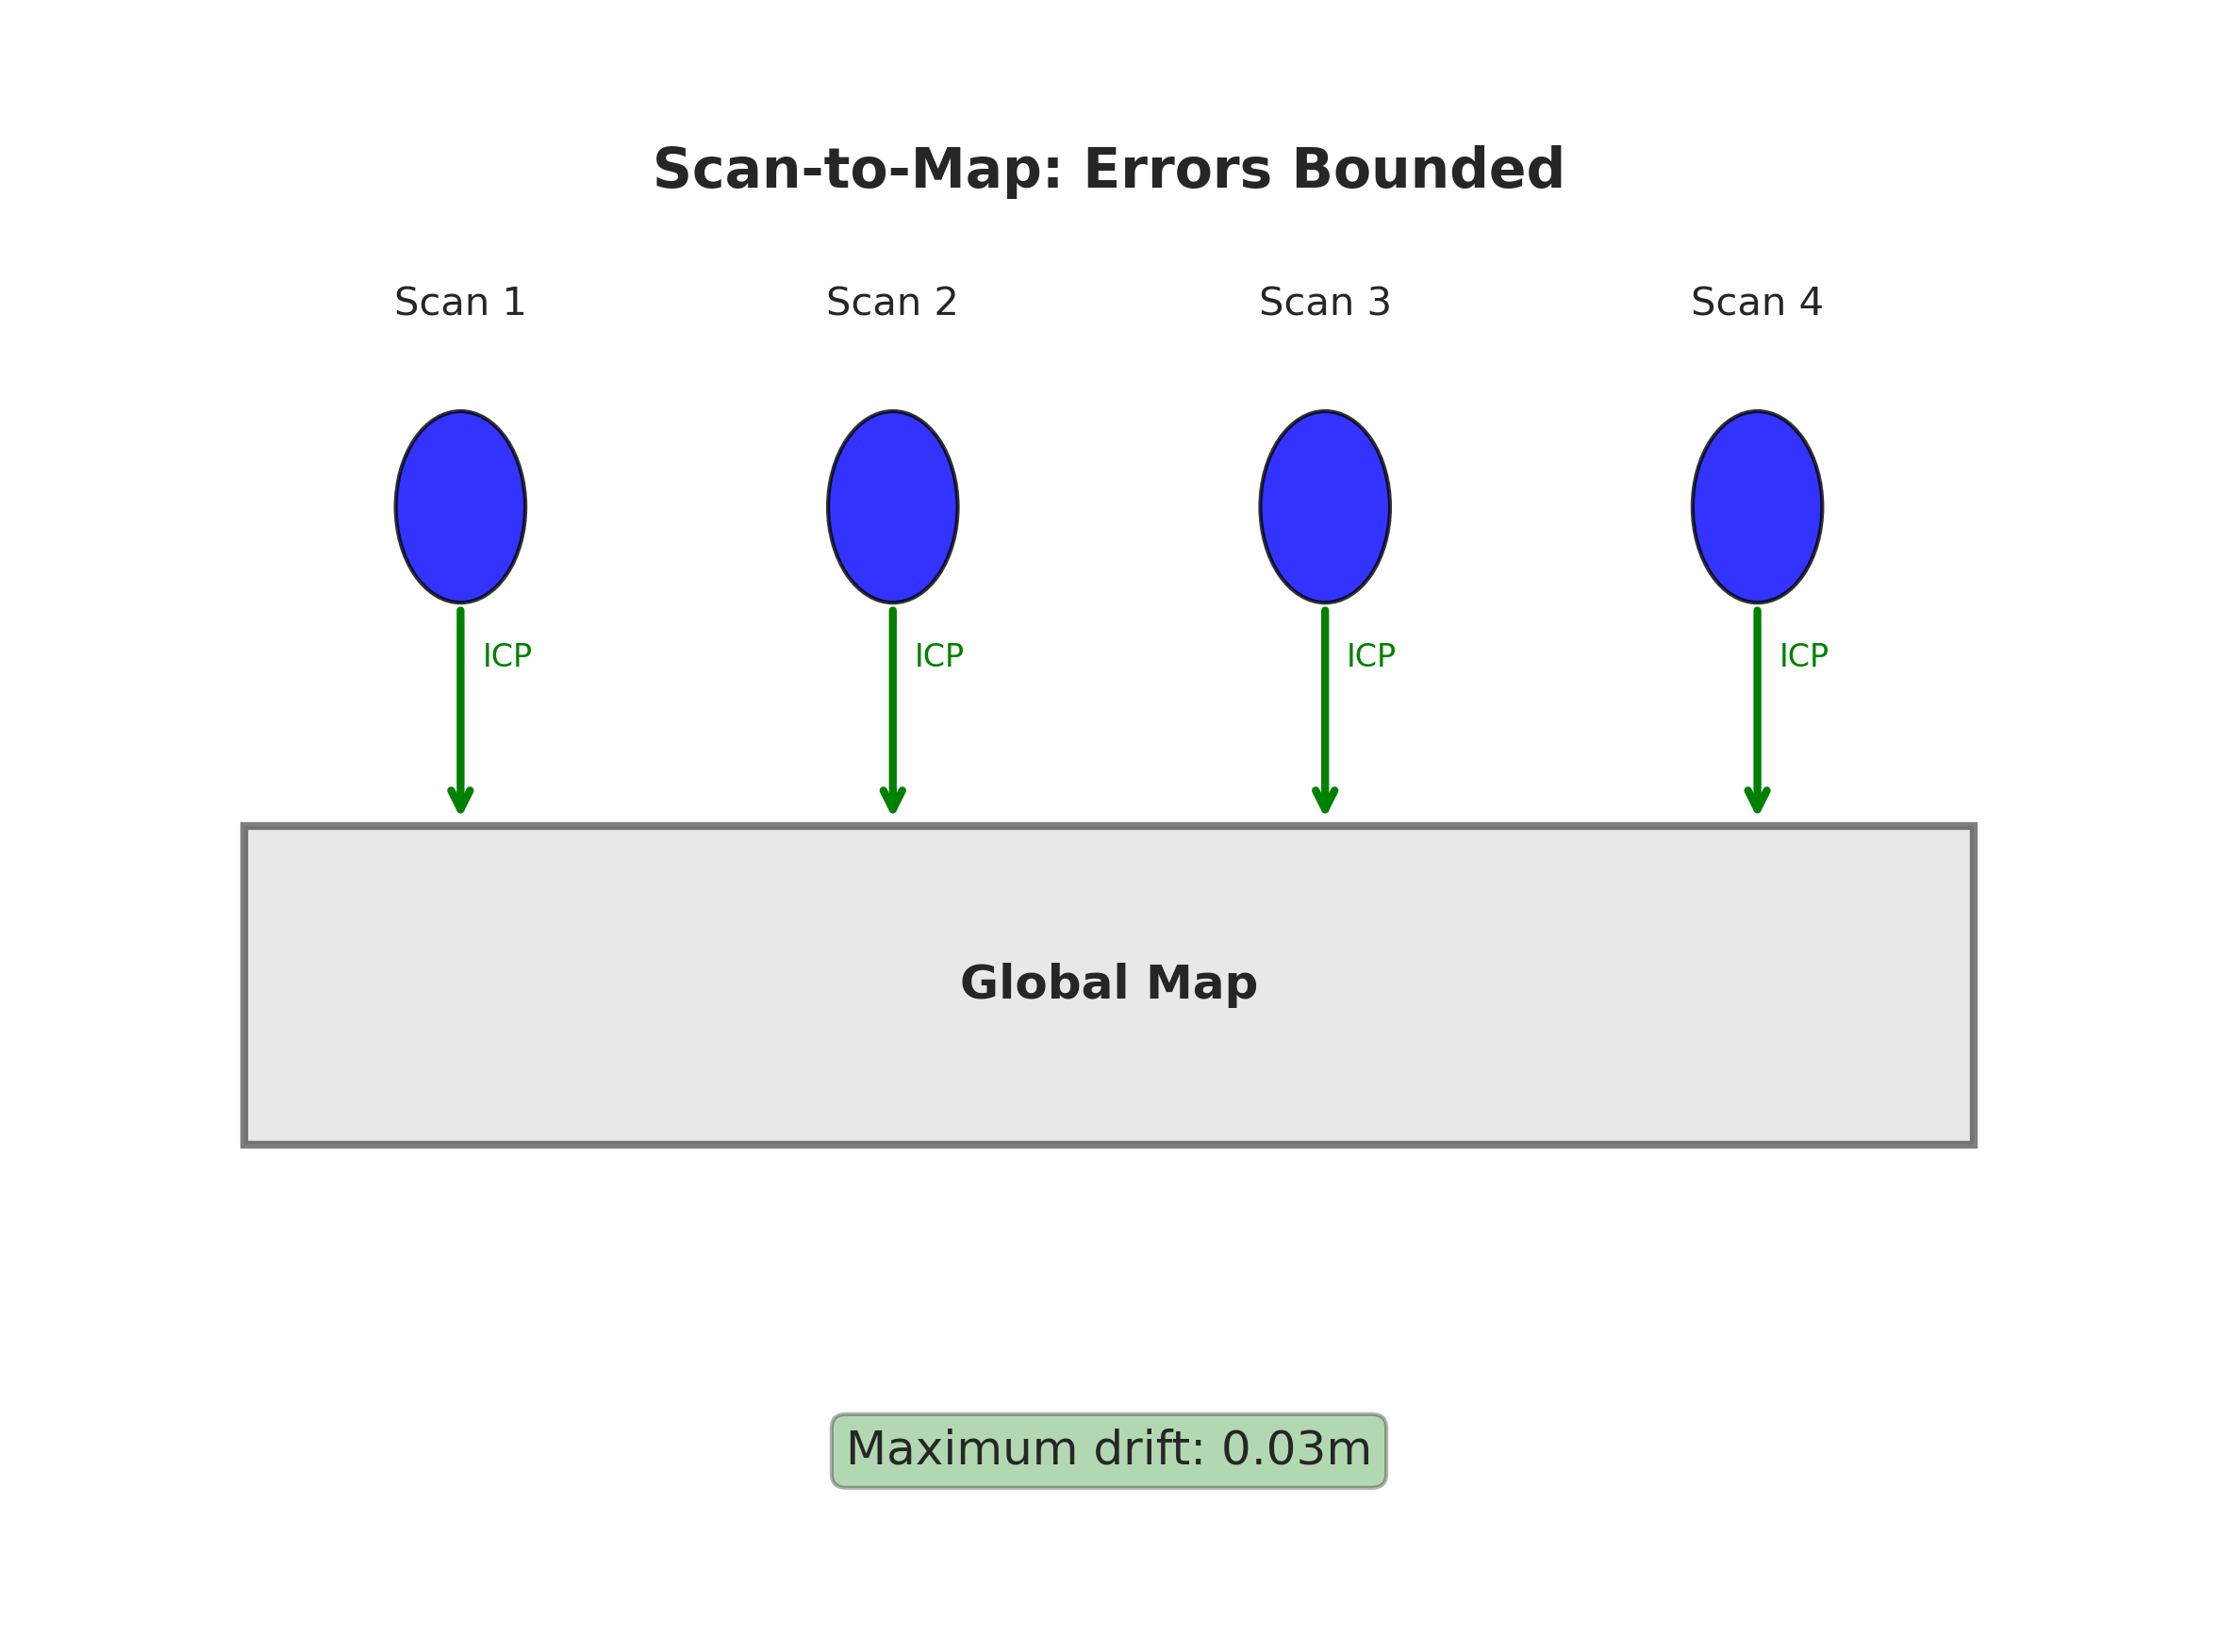 Scan-to-Map: Errors Bounded
Scan 1
Scan 2
Scan 3
Scan 4
ICP
ICP
ICP
ICP
Global Map
Maximum drift: 0.03m